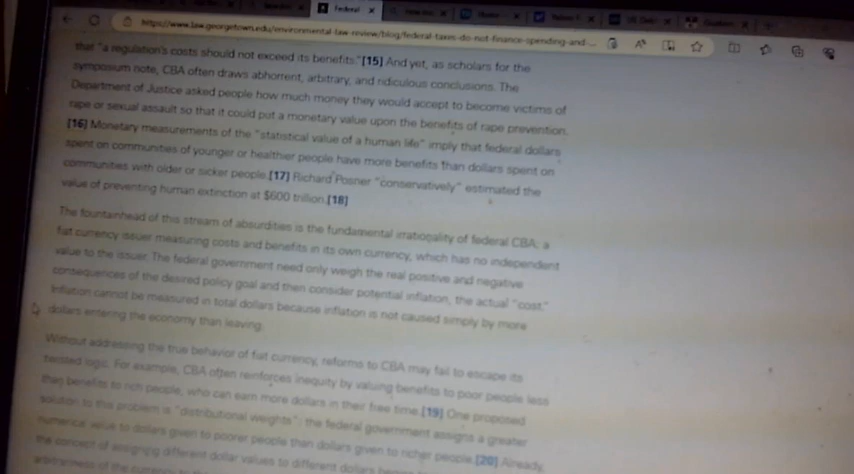 Federal
https://www.law.georgetown.edu/environmental-law-review/blog/federal-taxes-do-not-finance-spending-and-...
that "a regulation's costs should not exceed its benefits."[15] And yet, as scholars for the
symposium note, CBA often draws abhorrent, arbitrary, and ridiculous conclusions. The
Department of Justice asked people how much money they would accept to become victims of
rape or sexual assault so that it could put a monetary value upon the benefits of rape prevention.
[16] Monetary measurements of the "statistical value of a human life" imply that federal dollars
spent on communities of younger or healthier people have more benefits than dollars spent on
communities with older or sicker people.[17] Richard Posner "conservatively" estimated the
value of preventing human extinction at $600 trillion.[18]
The fountainhead of this stream of absurdities is the fundamental irrationality of federal CBA: a
fiat currency issuer measuring costs and benefits in its own currency, which has no independent
value to the issuer. The federal government need only weigh the real positive and negative
consequences of the desired policy goal and then consider potential inflation, the actual "cost."
Inflation cannot be measured in total dollars because inflation is not caused simply by more
dollars entering the economy than leaving.
Without addressing the true behavior of fiat currency, reforms to CBA may fail to escape its
twisted logic. For example, CBA often reinforces inequity by valuing benefits to poor people less
than benefits to rich people, who can earn more dollars in their free time.[19] One proposed
solution to this problem is "distributional weights": the federal government assigns a greater
numerical value to dollars given to poorer people than dollars given to richer people.[20] Already,
the concept of assigning different dollar values to different dollars
arbitrariness of the currency